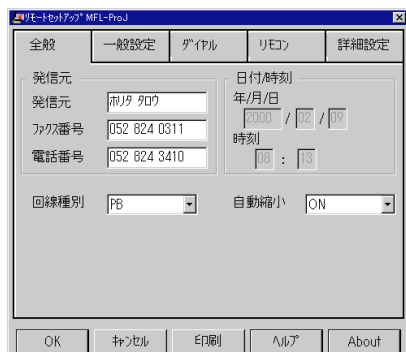 ﾘﾓｰﾄｾｯﾄｱｯﾌﾟ MFL-ProJ
全般 一般設定 ﾀﾞｲﾔﾙ ﾘﾓｺﾝ 詳細設定
発信元 日付/時刻
発信元 ﾎﾘﾀ ﾀﾛｳ 年/月/日
2000 / 02 / 09
ﾌｧｸｽ番号 052 824 0311 時刻
電話番号 052 824 3410 08 : 13
回線種別 PB 自動縮小 ON
OK ｷｬﾝｾﾙ 印刷 ﾍﾙﾌﾟ About